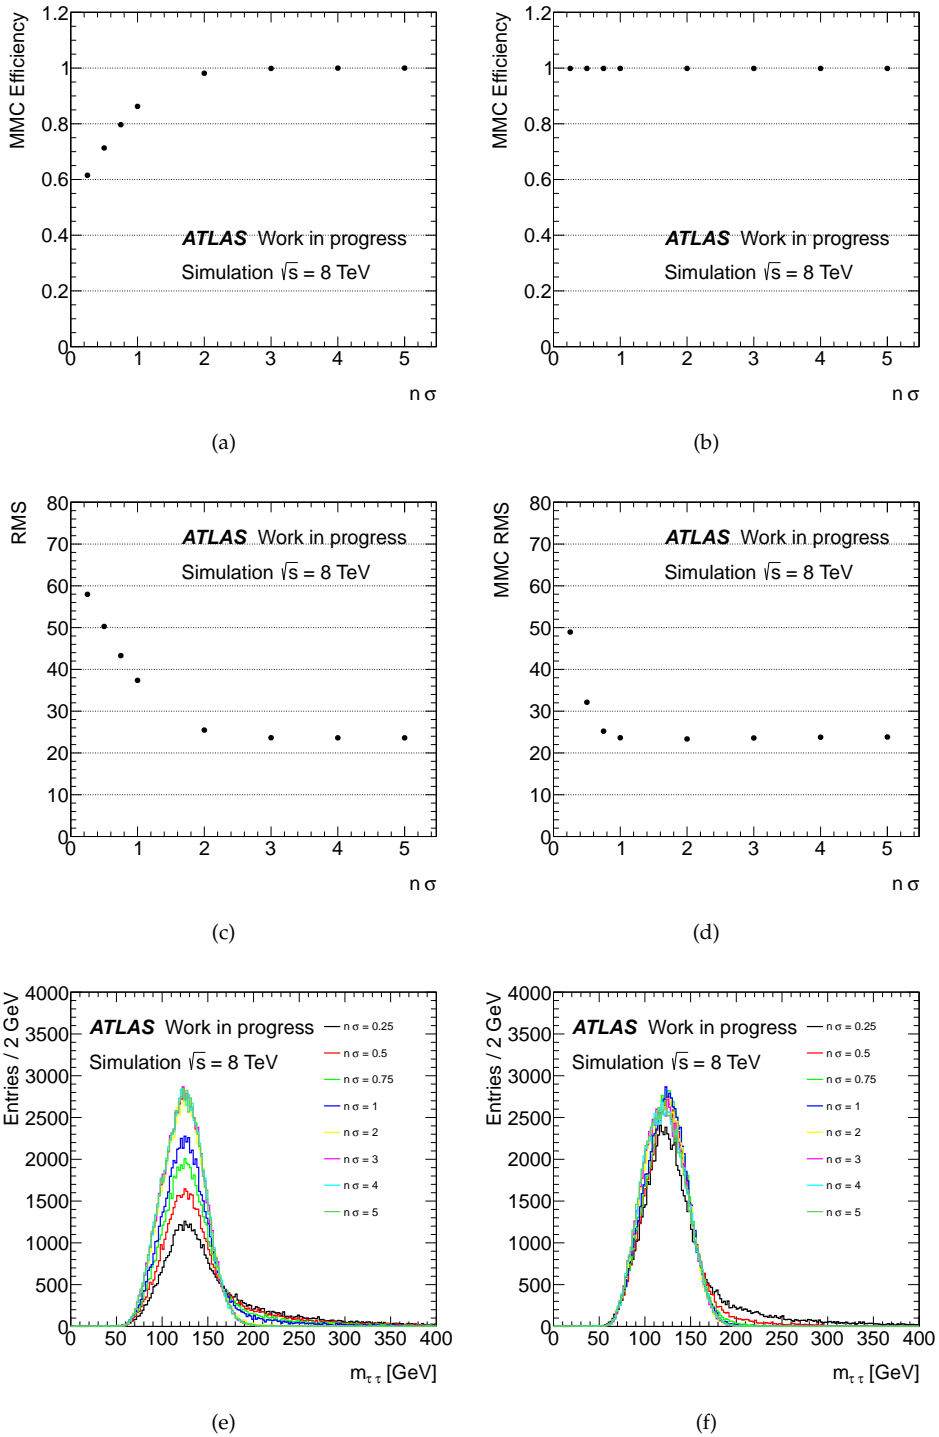 MMC Efficiency
1.2
1
0.8
0.6
0.4
0.2
0
ATLAS Work in progress
Simulation √s = 8 TeV
0 1 2 3 4 5
n σ
(a)
MMC Efficiency
1.2
1
0.8
0.6
0.4
0.2
0
ATLAS Work in progress
Simulation √s = 8 TeV
0 1 2 3 4 5
n σ
(b)
RMS
80
70
60
50
40
30
20
10
0
ATLAS Work in progress
Simulation √s = 8 TeV
0 1 2 3 4 5
n σ
(c)
MMC RMS
80
70
60
50
40
30
20
10
0
ATLAS Work in progress
Simulation √s = 8 TeV
0 1 2 3 4 5
n σ
(d)
Entries / 2 GeV
4000
3500
3000
2500
2000
1500
1000
500
0
ATLAS Work in progress
Simulation √s = 8 TeV
n σ = 0.25
n σ = 0.5
n σ = 0.75
n σ = 1
n σ = 2
n σ = 3
n σ = 4
n σ = 5
0 50 100 150 200 250 300 350 400
mττ [GeV]
(e)
Entries / 2 GeV
4000
3500
3000
2500
2000
1500
1000
500
0
ATLAS Work in progress
Simulation √s = 8 TeV
n σ = 0.25
n σ = 0.5
n σ = 0.75
n σ = 1
n σ = 2
n σ = 3
n σ = 4
n σ = 5
0 50 100 150 200 250 300 350 400
mττ [GeV]
(f)